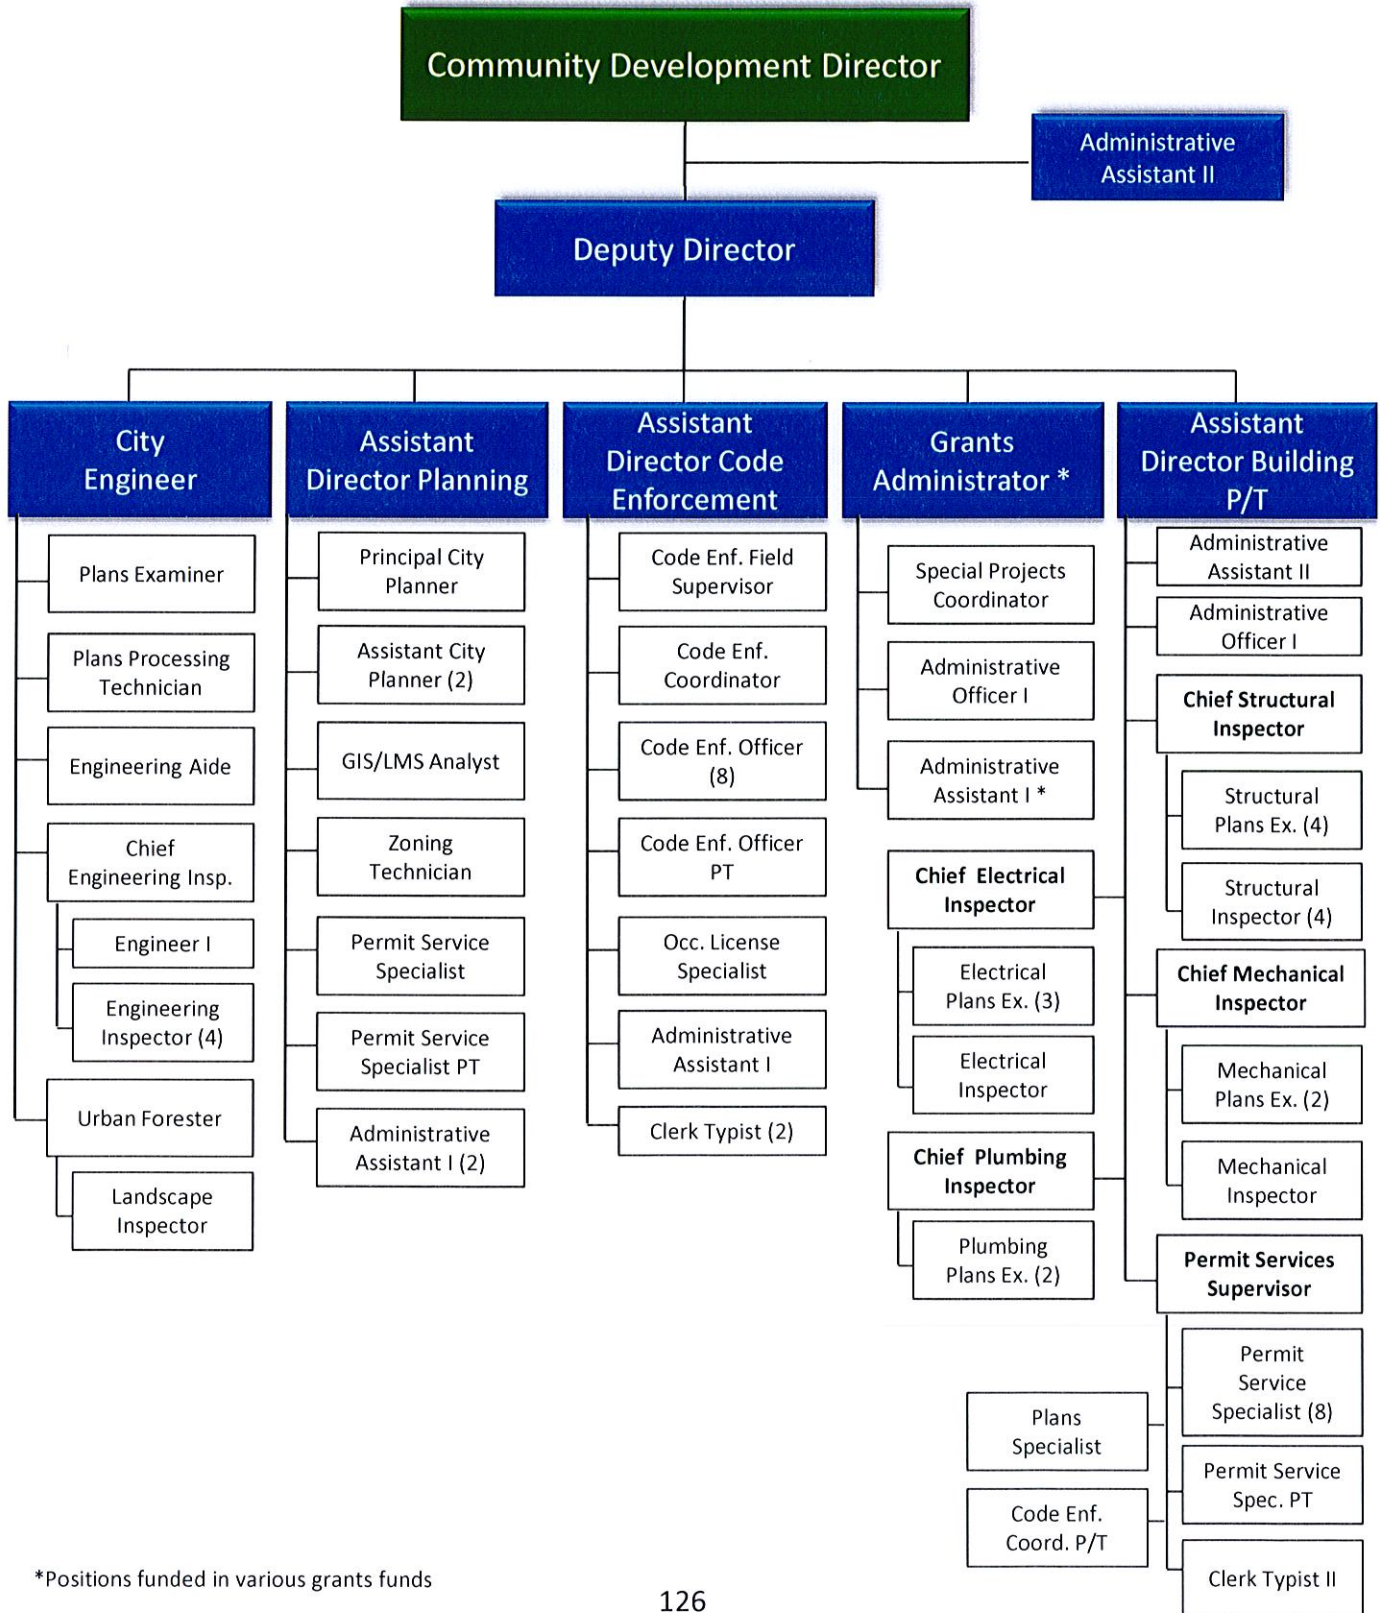 Community Development Director
Administrative
Assistant II
Deputy Director
City
Engineer
Plans Examiner
Plans Processing
Technician
Engineering Aide
Chief
Engineering Insp.
Engineer I
Engineering
Inspector (4)
Urban Forester
Landscape
Inspector
Assistant
Director Planning
Principal City
Planner
Assistant City
Planner (2)
GIS/LMS Analyst
Zoning
Technician
Permit Service
Specialist
Permit Service
Specialist PT
Administrative
Assistant I (2)
Assistant
Director Code
Enforcement
Code Enf. Field
Supervisor
Code Enf.
Coordinator
Code Enf. Officer
(8)
Code Enf. Officer
PT
Occ. License
Specialist
Administrative
Assistant I
Clerk Typist (2)
Grants
Administrator *
Special Projects
Coordinator
Administrative
Officer I
Administrative
Assistant I *
Assistant
Director Building
P/T
Administrative
Assistant II
Administrative
Officer I
Chief Structural
Inspector
Structural
Plans Ex. (4)
Structural
Inspector (4)
Chief Electrical
Inspector
Electrical
Plans Ex. (3)
Electrical
Inspector
Chief Mechanical
Inspector
Mechanical
Plans Ex. (2)
Mechanical
Inspector
Chief Plumbing
Inspector
Plumbing
Plans Ex. (2)
Permit Services
Supervisor
Permit
Service
Specialist (8)
Plans
Specialist
Permit Service
Spec. PT
Code Enf.
Coord. P/T
Clerk Typist II
*Positions funded in various grants funds
126